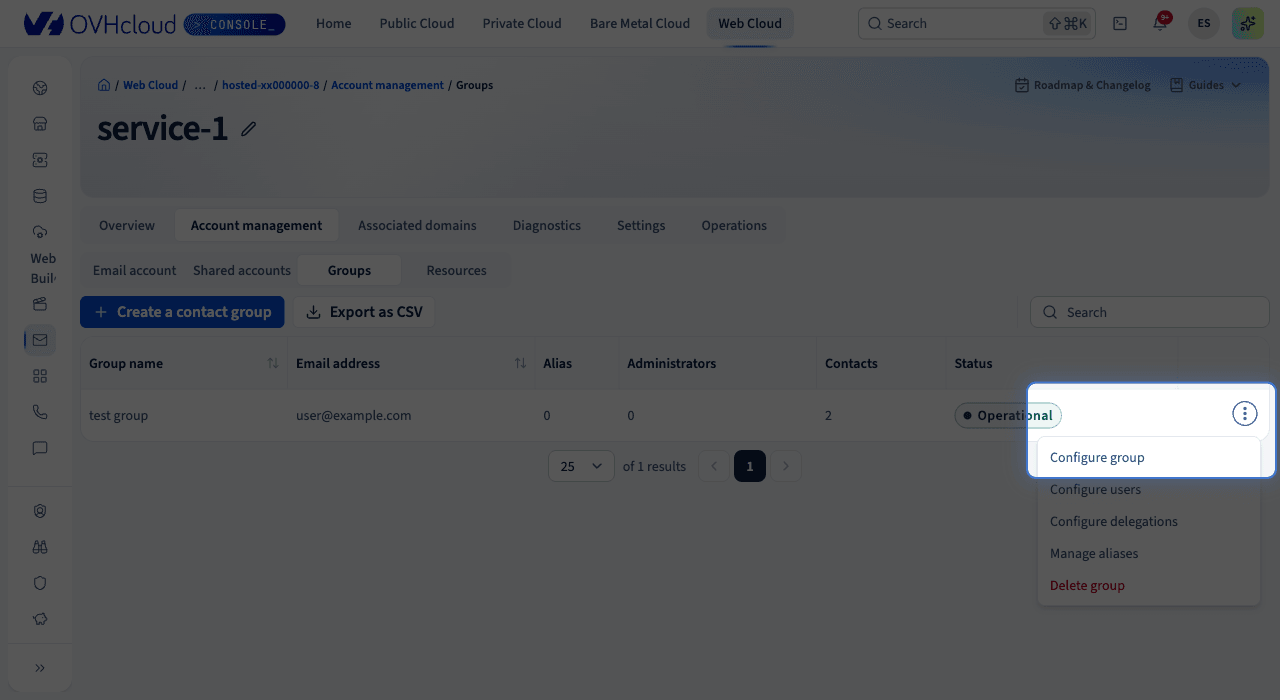 OVHcloud CONSOLE_ Home Public Cloud Private Cloud Bare Metal Cloud Web Cloud Search ⇧⌘K 9+ ES
/ Web Cloud / ... / hosted-xx000000-8 / Account management / Groups Roadmap & Changelog Guides
service-1
Overview Account management Associated domains Diagnostics Settings Operations
Web
Email account Shared accounts Groups Resources
Buil
+ Create a contact group Export as CSV Search
Group name Email address Alias Administrators Contacts Status
test group user@example.com 0 0 2 Operational
Configure group
25 of 1 results 1
Configure users
Configure delegations
Manage aliases
Delete group